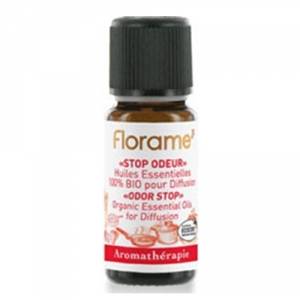 Florame
«STOP ODEUR»
Huiles Essentielles
100% BIO pour Diffusion
«ODOR STOP»
Organic Essential Oils
for Diffusion
Aromathérapie